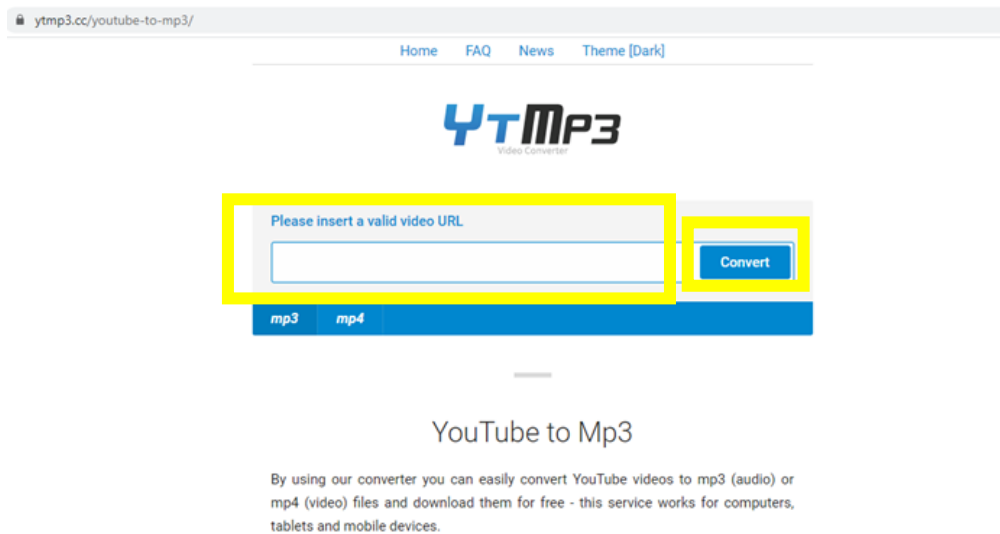 ytmp3.cc/youtube-to-mp3/
Home FAQ News Theme [Dark]
YTMP3
Video Converter
Please insert a valid video URL
Convert
mp3 mp4
YouTube to Mp3
By using our converter you can easily convert YouTube videos to mp3 (audio) or
mp4 (video) files and download them for free - this service works for computers,
tablets and mobile devices.